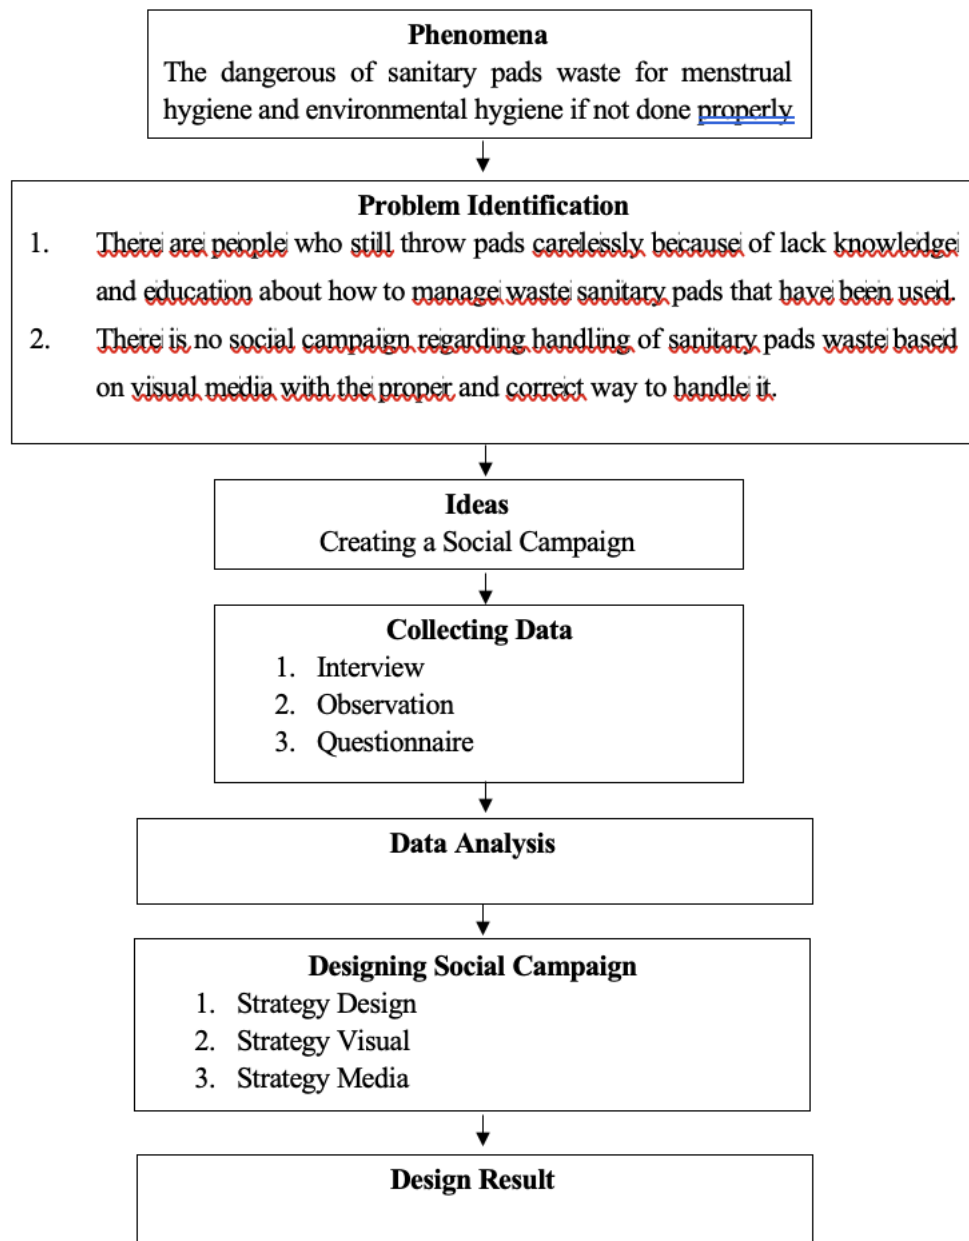 Phenomena
The dangerous of sanitary pads waste for menstrual
hygiene and environmental hygiene if not done properly
Problem Identification
1. There are people who still throw pads carelessly because of lack knowledge
and education about how to manage waste sanitary pads that have been used.
2. There is no social campaign regarding handling of sanitary pads waste based
on visual media with the proper and correct way to handle it.
Ideas
Creating a Social Campaign
Collecting Data
1. Interview
2. Observation
3. Questionnaire
Data Analysis
Designing Social Campaign
1. Strategy Design
2. Strategy Visual
3. Strategy Media
Design Result